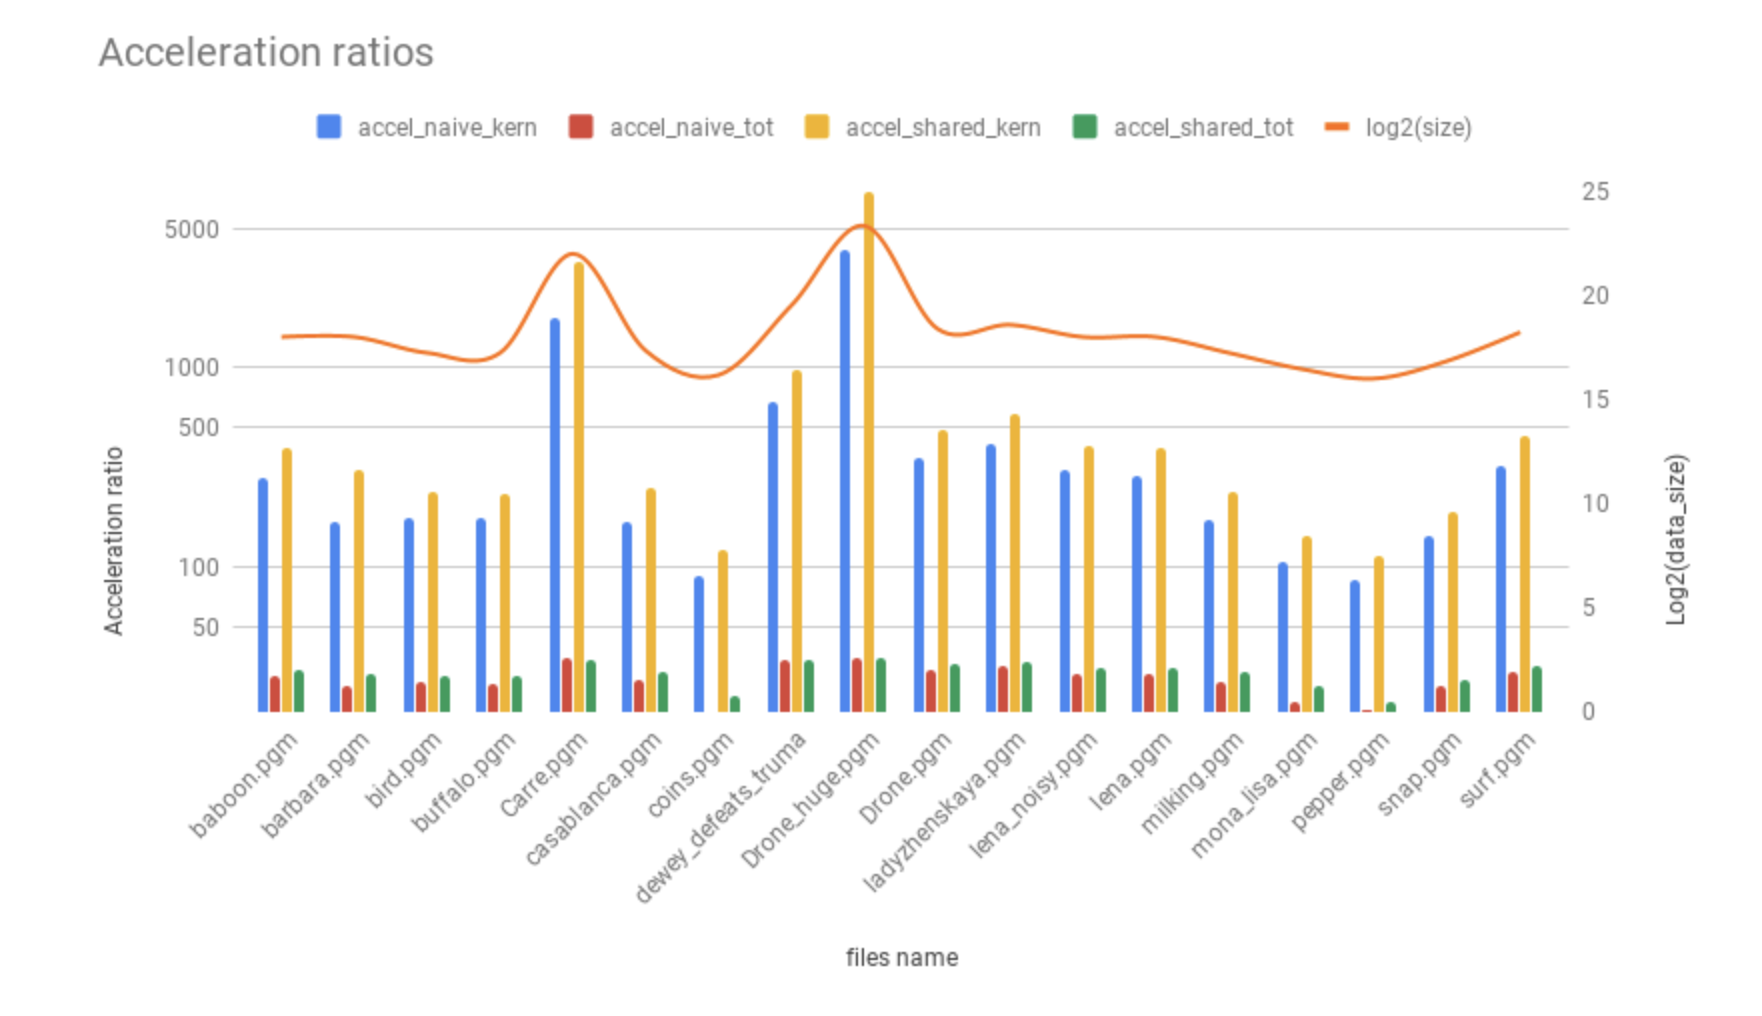 Acceleration ratios
accel_naive_kern accel_naive_tot accel_shared_kern accel_shared_tot log2(size)
25
5000
20
1000
15
500
10
100
5
50
0
Acceleration ratio
Log2(data_size)
baboon.pgm
barbara.pgm
bird.pgm
buffalo.pgm
Carre.pgm
casablanca.pgm
coins.pgm
dewey_defeats_truma
Drone_huge.pgm
Drone.pgm
ladyzhenskaya.pgm
lena_noisy.pgm
lena.pgm
milking.pgm
mona_lisa.pgm
pepper.pgm
snap.pgm
surf.pgm
files name